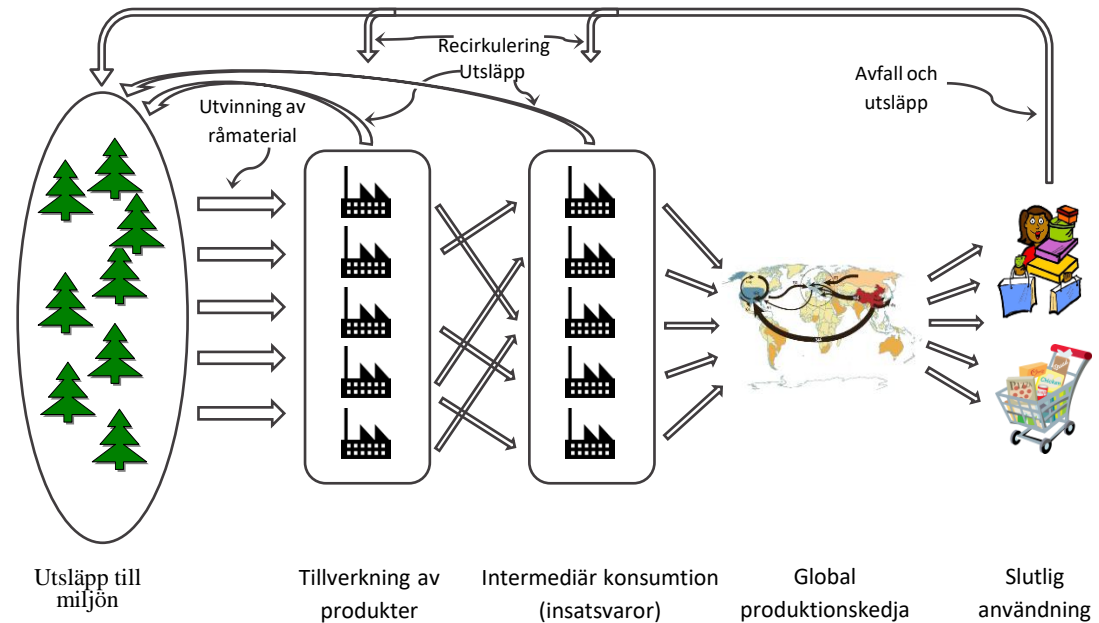 Recirkulering
Utsläpp
Avfall och
utsläpp
Utvinning av
råmaterial
Chicken
Utsläpp till
miljön
Tillverkning av
produkter
Intermediär konsumtion
(insatsvaror)
Global
produktionskedja
Slutlig
användning